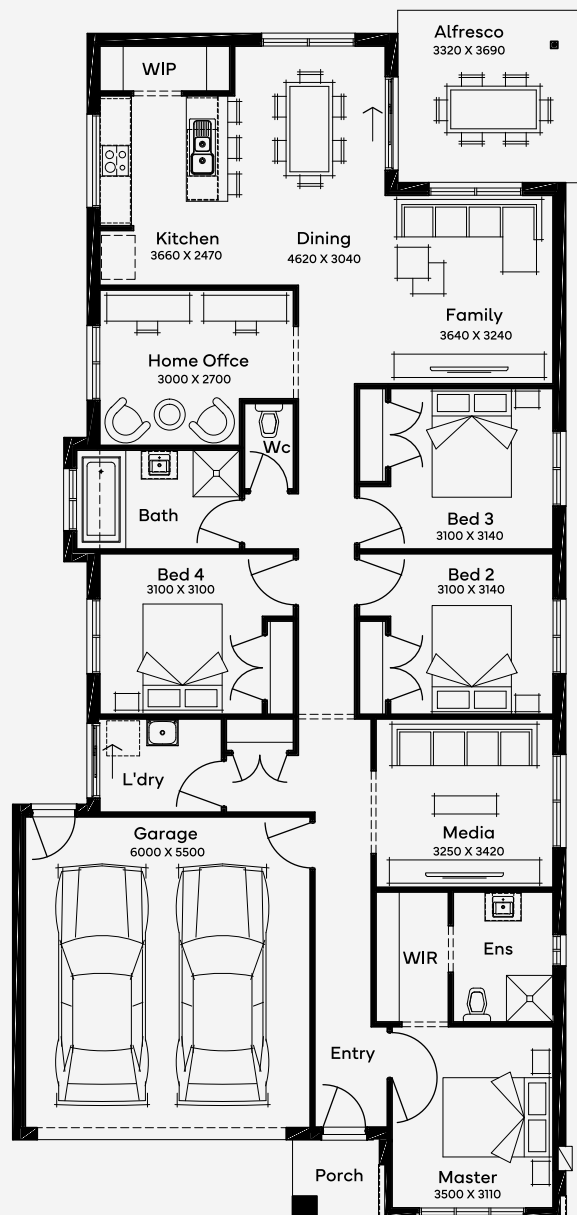 Alfresco
3320 X 3690
WIP
Kitchen
3660 X 2470
Dining
4620 X 3040
Family
3640 X 3240
Home Offce
3000 X 2700
Wc
Bath
Bed 3
3100 X 3140
Bed 4
3100 X 3100
Bed 2
3100 X 3140
L'dry
Garage
6000 X 5500
Media
3250 X 3420
WIR
Ens
Entry
Porch
Master
3500 X 3110